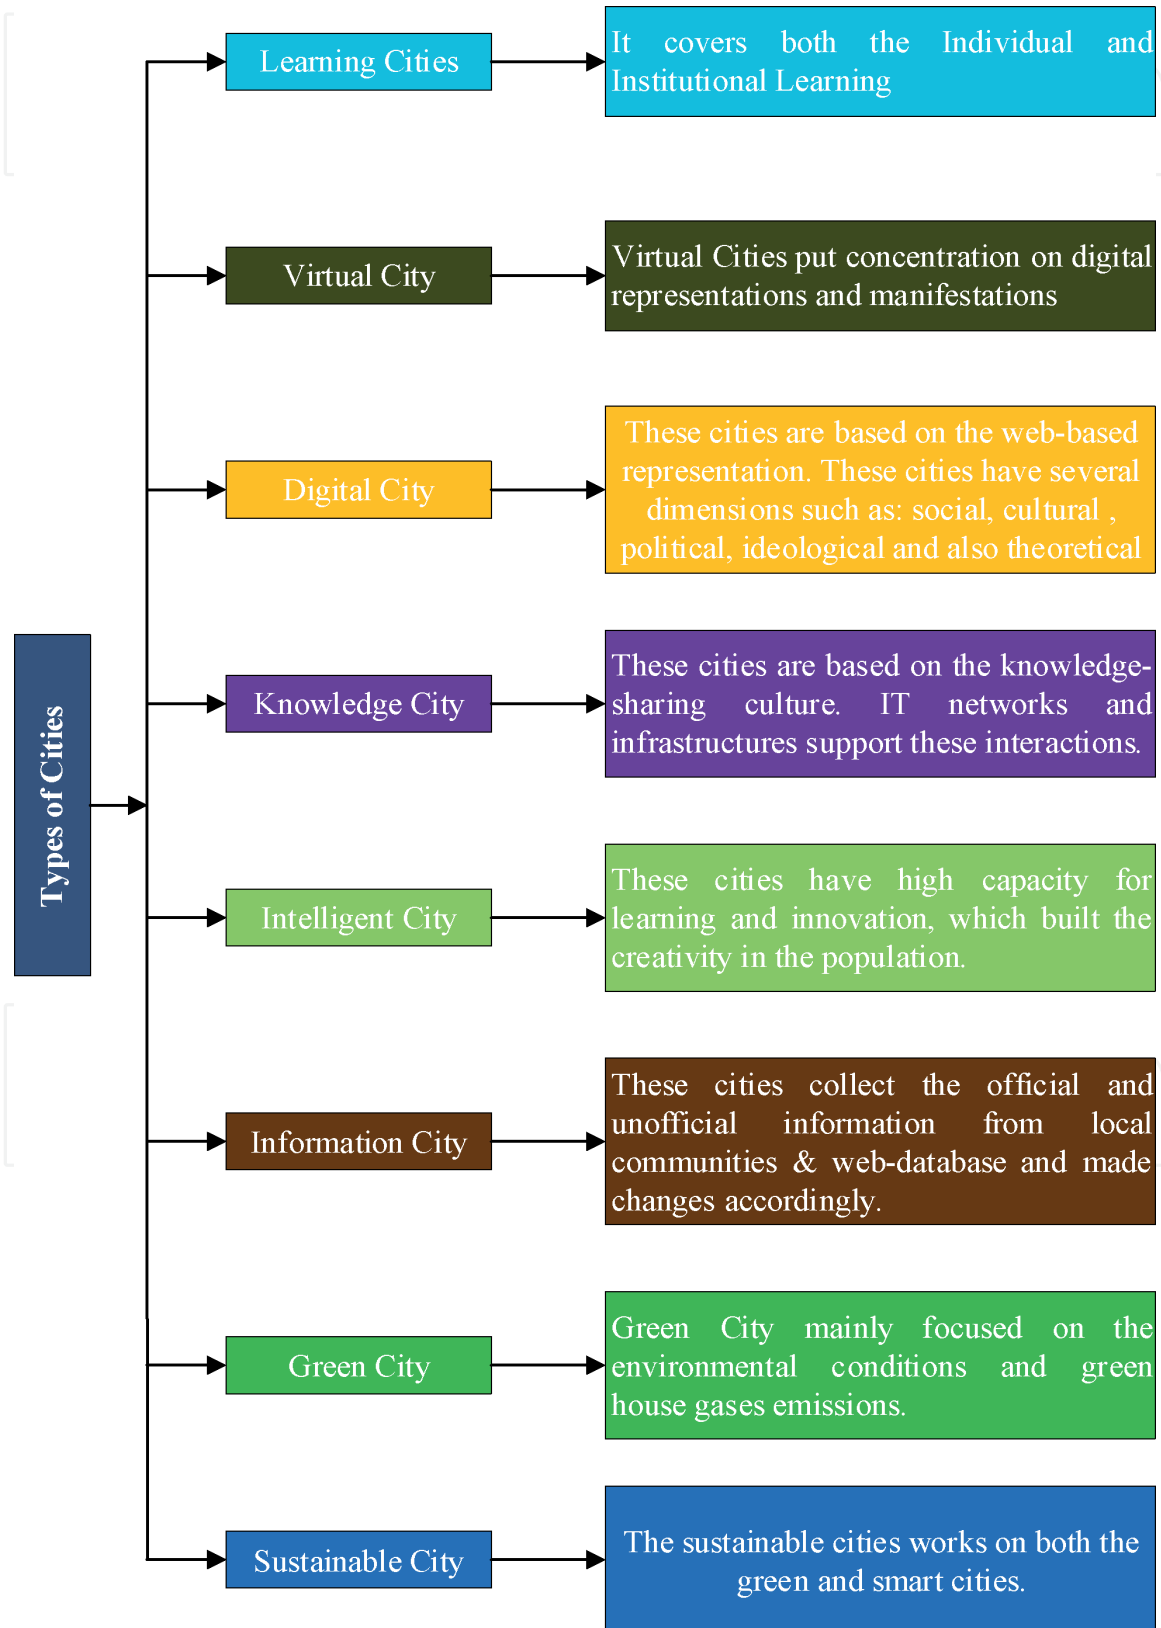 Learning Cities
It covers both the Individual and
Institutional Learning
Virtual City
Virtual Cities put concentration on digital
representations and manifestations
Digital City
These cities are based on the web-based
representation. These cities have several
dimensions such as: social, cultural ,
political, ideological and also theoretical
Types of Cities
Knowledge City
These cities are based on the knowledge-
sharing culture. IT networks and
infrastructures support these interactions.
Intelligent City
These cities have high capacity for
learning and innovation, which built the
creativity in the population.
Information City
These cities collect the official and
unofficial information from local
communities & web-database and made
changes accordingly.
Green City
Green City mainly focused on the
environmental conditions and green
house gases emissions.
Sustainable City
The sustainable cities works on both the
green and smart cities.